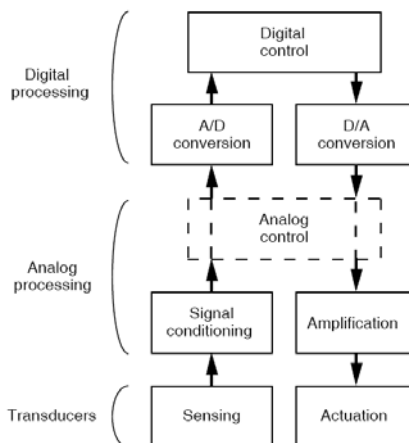 Digital
control
Digital
processing
A/D
conversion
D/A
conversion
Analog
control
Analog
processing
Signal
conditioning
Amplification
Transducers
Sensing
Actuation